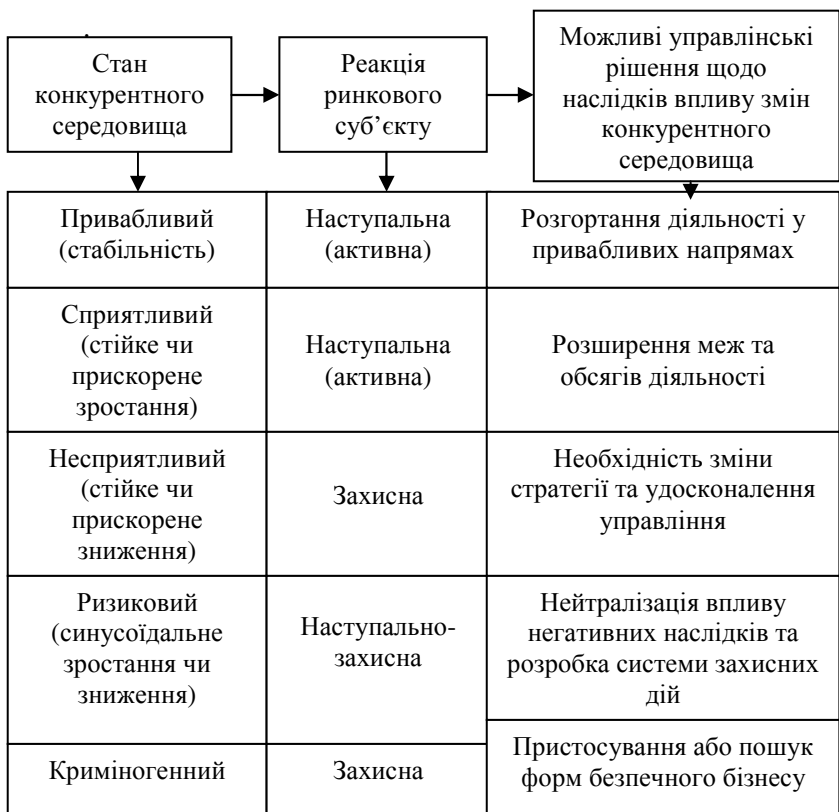 Стан
конкурентного
середовища
Реакція
ринкового
суб’єкту
Можливі управлінські
рішення щодо
наслідків впливу змін
конкурентного
середовища
Привабливий
(стабільність)
Наступальна
(активна)
Розгортання діяльності у
привабливих напрямах
Сприятливий
(стійке чи
прискорене
зростання)
Наступальна
(активна)
Розширення меж та
обсягів діяльності
Несприятливий
(стійке чи
прискорене
зниження)
Захисна
Необхідність зміни
стратегії та удосконалення
управління
Ризиковий
(синусоїдальне
зростання чи
зниження)
Наступально-
захисна
Нейтралізація впливу
негативних наслідків та
розробка системи захисних
дій
Криміногенний
Захисна
Пристосування або пошук
форм безпечного бізнесу